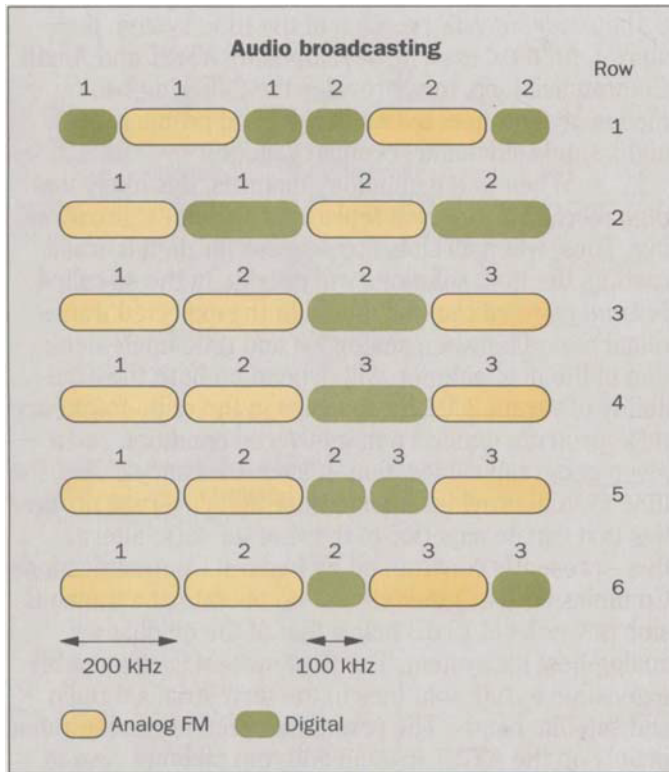 Audio broadcasting
Row
1 1 1 2 2 2
1
1 1 2 2
2
1 2 2 3
3
1 2 3 3
4
1 2 2 3 3
5
1 2 2 3 3
6
200 kHz 100 kHz
Analog FM Digital